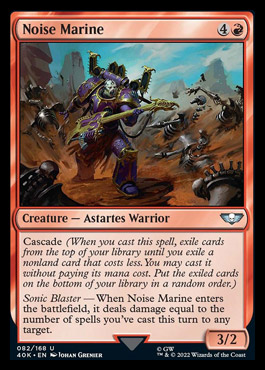 Noise Marine 4
Creature — Astartes Warrior
Cascade (When you cast this spell, exile cards
from the top of your library until you exile a
nonland card that costs less. You may cast it
without paying its mana cost. Put the exiled cards
on the bottom of your library in a random order.)
Sonic Blaster — When Noise Marine enters
the battlefield, it deals damage equal to the
number of spells you've cast this turn to any
target.
3/2
082/168 U
40K • EN Johan Grenier
© GW
™ & © 2022 Wizards of the Coast